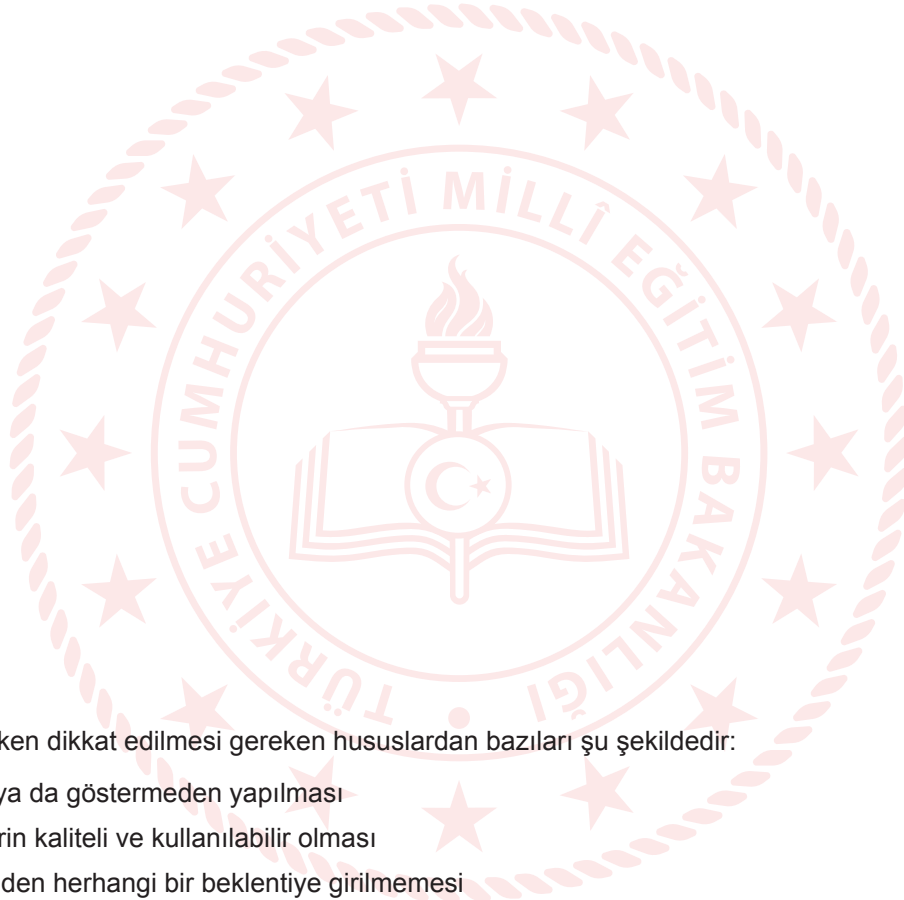 TÜRKİYE CUMHURİYETİ MİLLÎ EĞİTİM BAKANLIĞI
ken dikkat edilmesi gereken hususlardan bazıları şu şekildedir:
ya da göstermeden yapılması
rin kaliteli ve kullanılabilir olması
den herhangi bir beklentiye girilmemesi